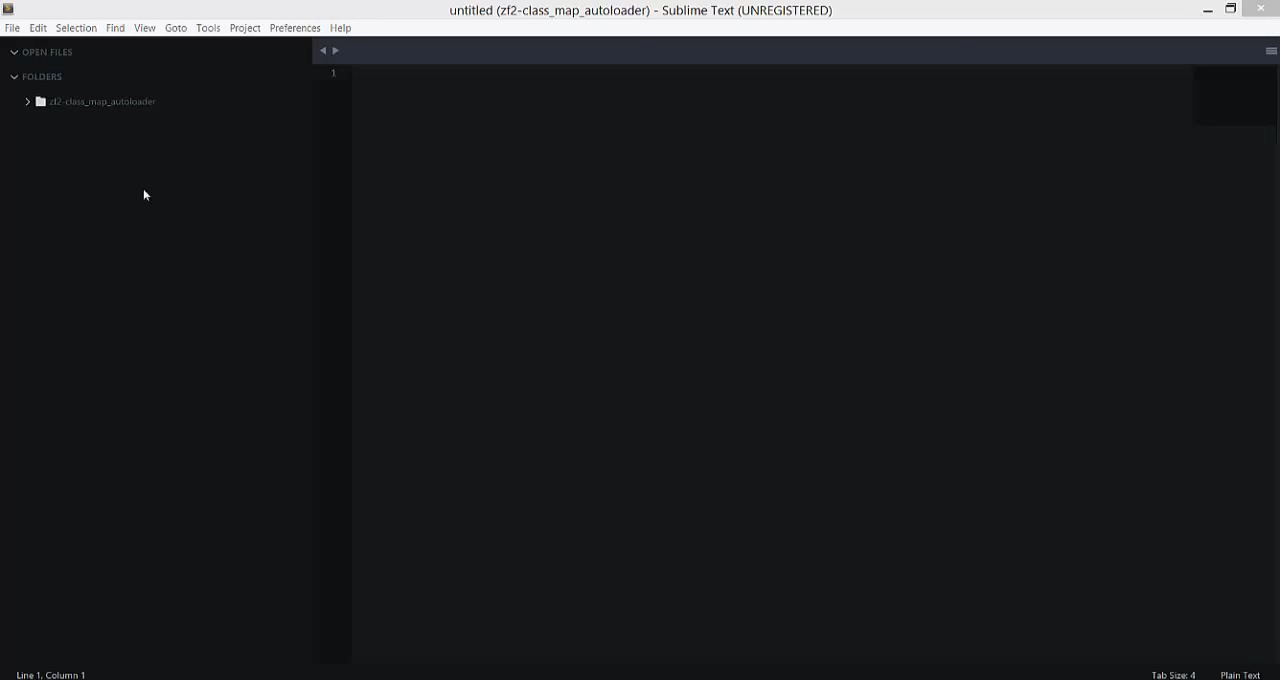 untitled (zf2-class_map_autoloader) - Sublime Text (UNREGISTERED)
File Edit Selection Find View Goto Tools Project Preferences Help
OPEN FILES
FOLDERS
zf2-class_map_autoloader
1
Line 1, Column 1
Tab Size: 4
Plain Text